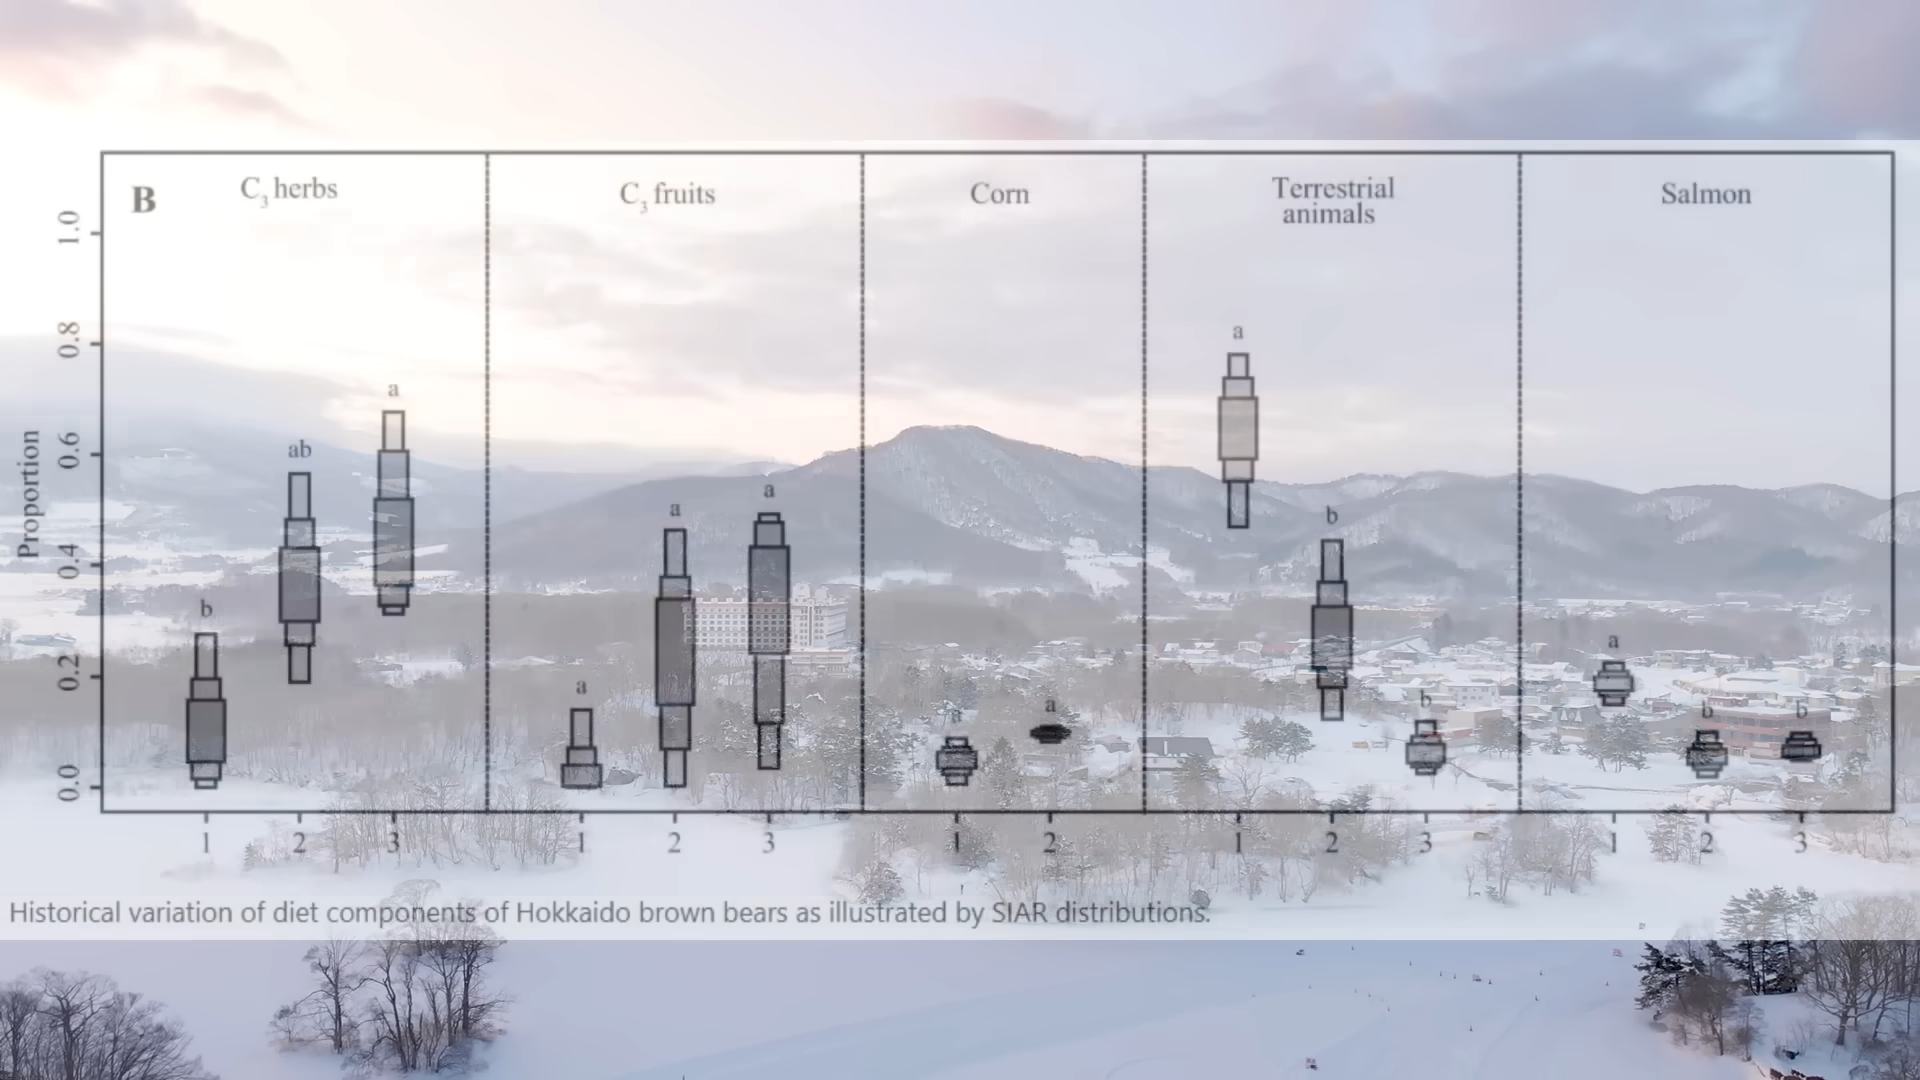 B
C3 herbs
C3 fruits
Corn
Terrestrial
animals
Salmon
Proportion
1.0
0.8
0.6
0.4
0.2
0.0
b
ab
a
a
a
a
a
a
a
b
b
a
b
b
1
2
3
1
2
3
1
2
1
2
3
1
2
3
Historical variation of diet components of Hokkaido brown bears as illustrated by SIAR distributions.